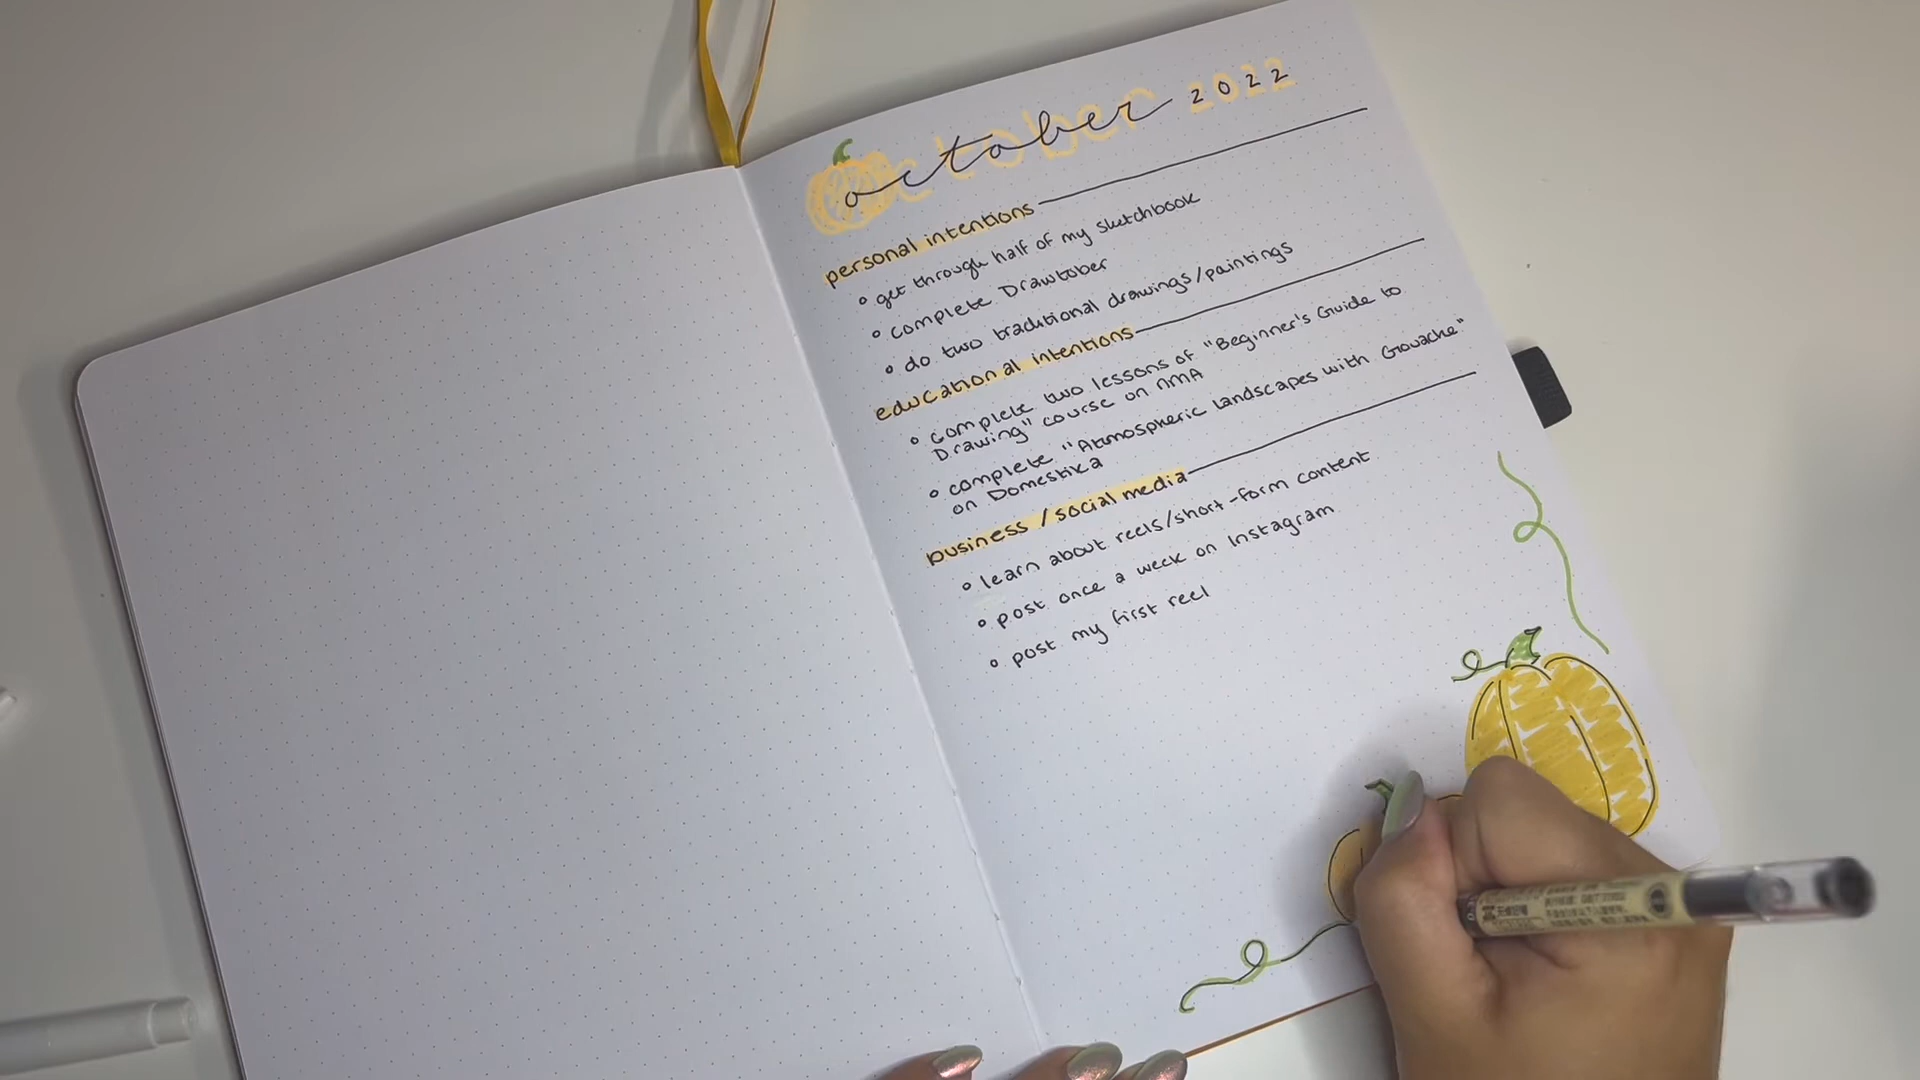 october 2022
personal intentions
get through half of my sketchbook
complete Drawtober
do two traditional drawings/paintings
educational intentions
complete two lessons of "Beginner's Guide to
Drawing" course on NMA
complete "Atmospheric Landscapes with Gouache"
on Domestika
business / social media
learn about reels/short-form content
post once a week on Instagram
post my first reel